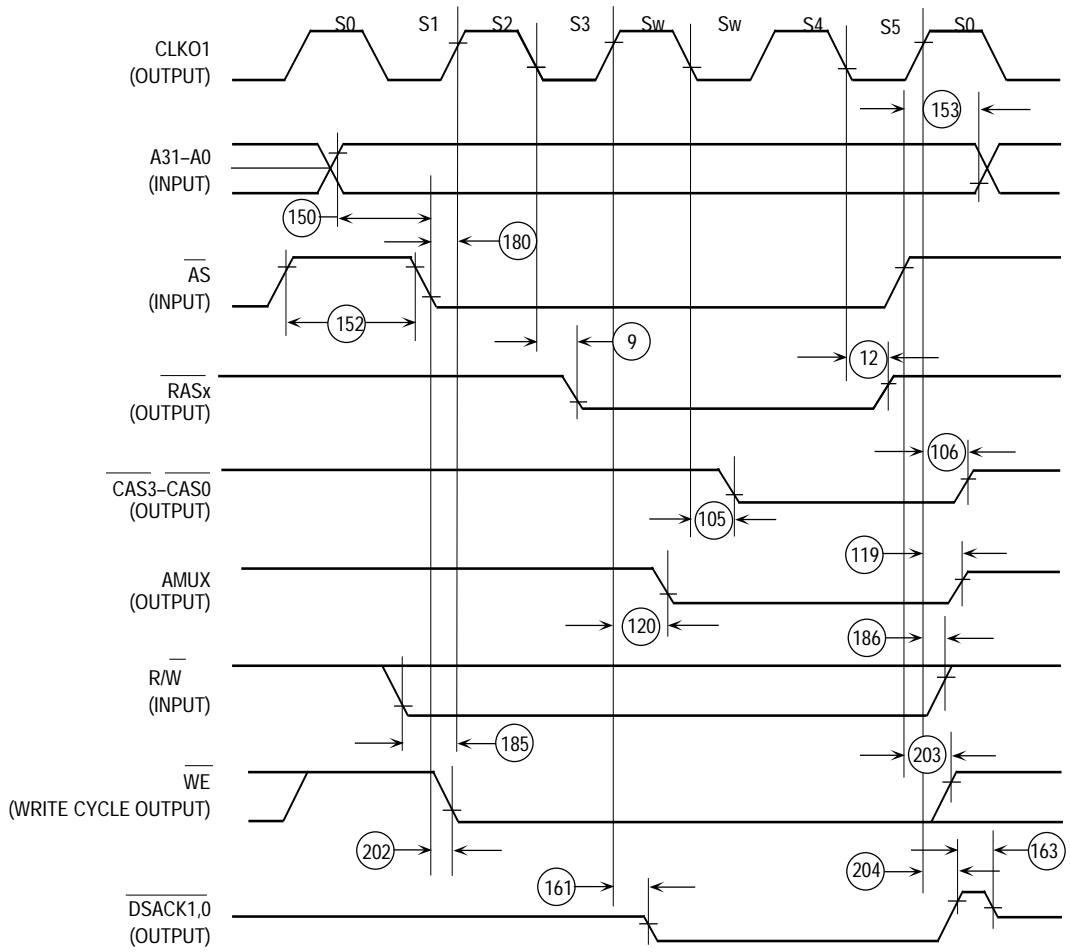 S0 S1 S2 S3 Sw Sw S4 S5 S0
CLKO1
(OUTPUT)
153
A31–A0
(INPUT)
150
180
AS
(INPUT)
152
9
12
RASx
(OUTPUT)
106
CAS3–CAS0
(OUTPUT)
105
119
AMUX
(OUTPUT)
120
186
R/W
(INPUT)
185
203
WE
(WRITE CYCLE OUTPUT)
202
163
204
161
DSACK1,0
(OUTPUT)